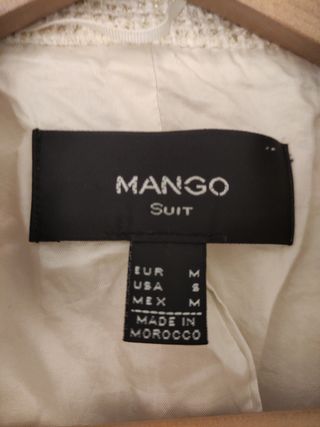 MANGO
SUIT
EUR M
USA S
MEX M
MADE IN
MOROCCO